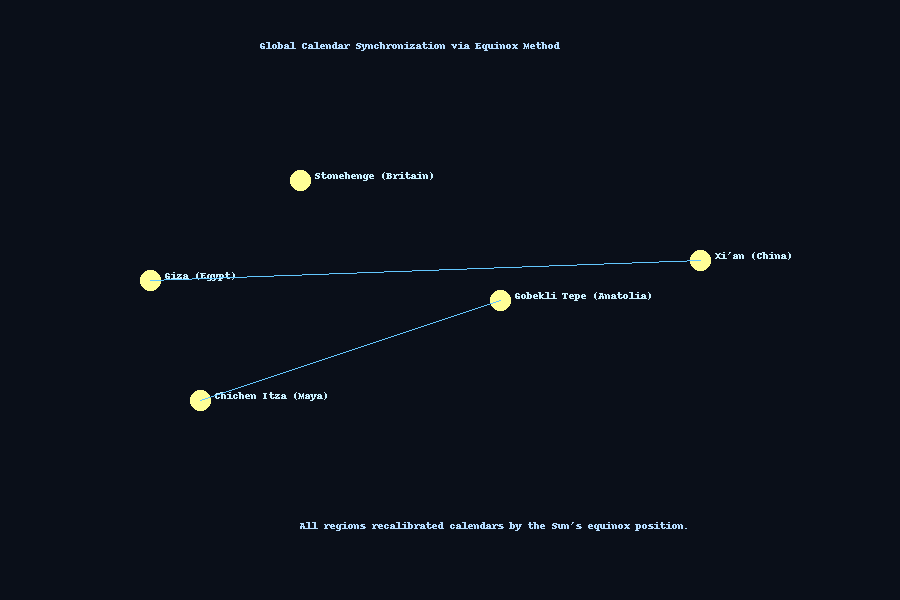 Global Calendar Synchronization via Equinox Method
Stonehenge (Britain)
Xi'an (China)
Giza (Egypt)
Gobekli Tepe (Anatolia)
Chichen Itza (Maya)
All regions recalibrated calendars by the Sun's equinox position.